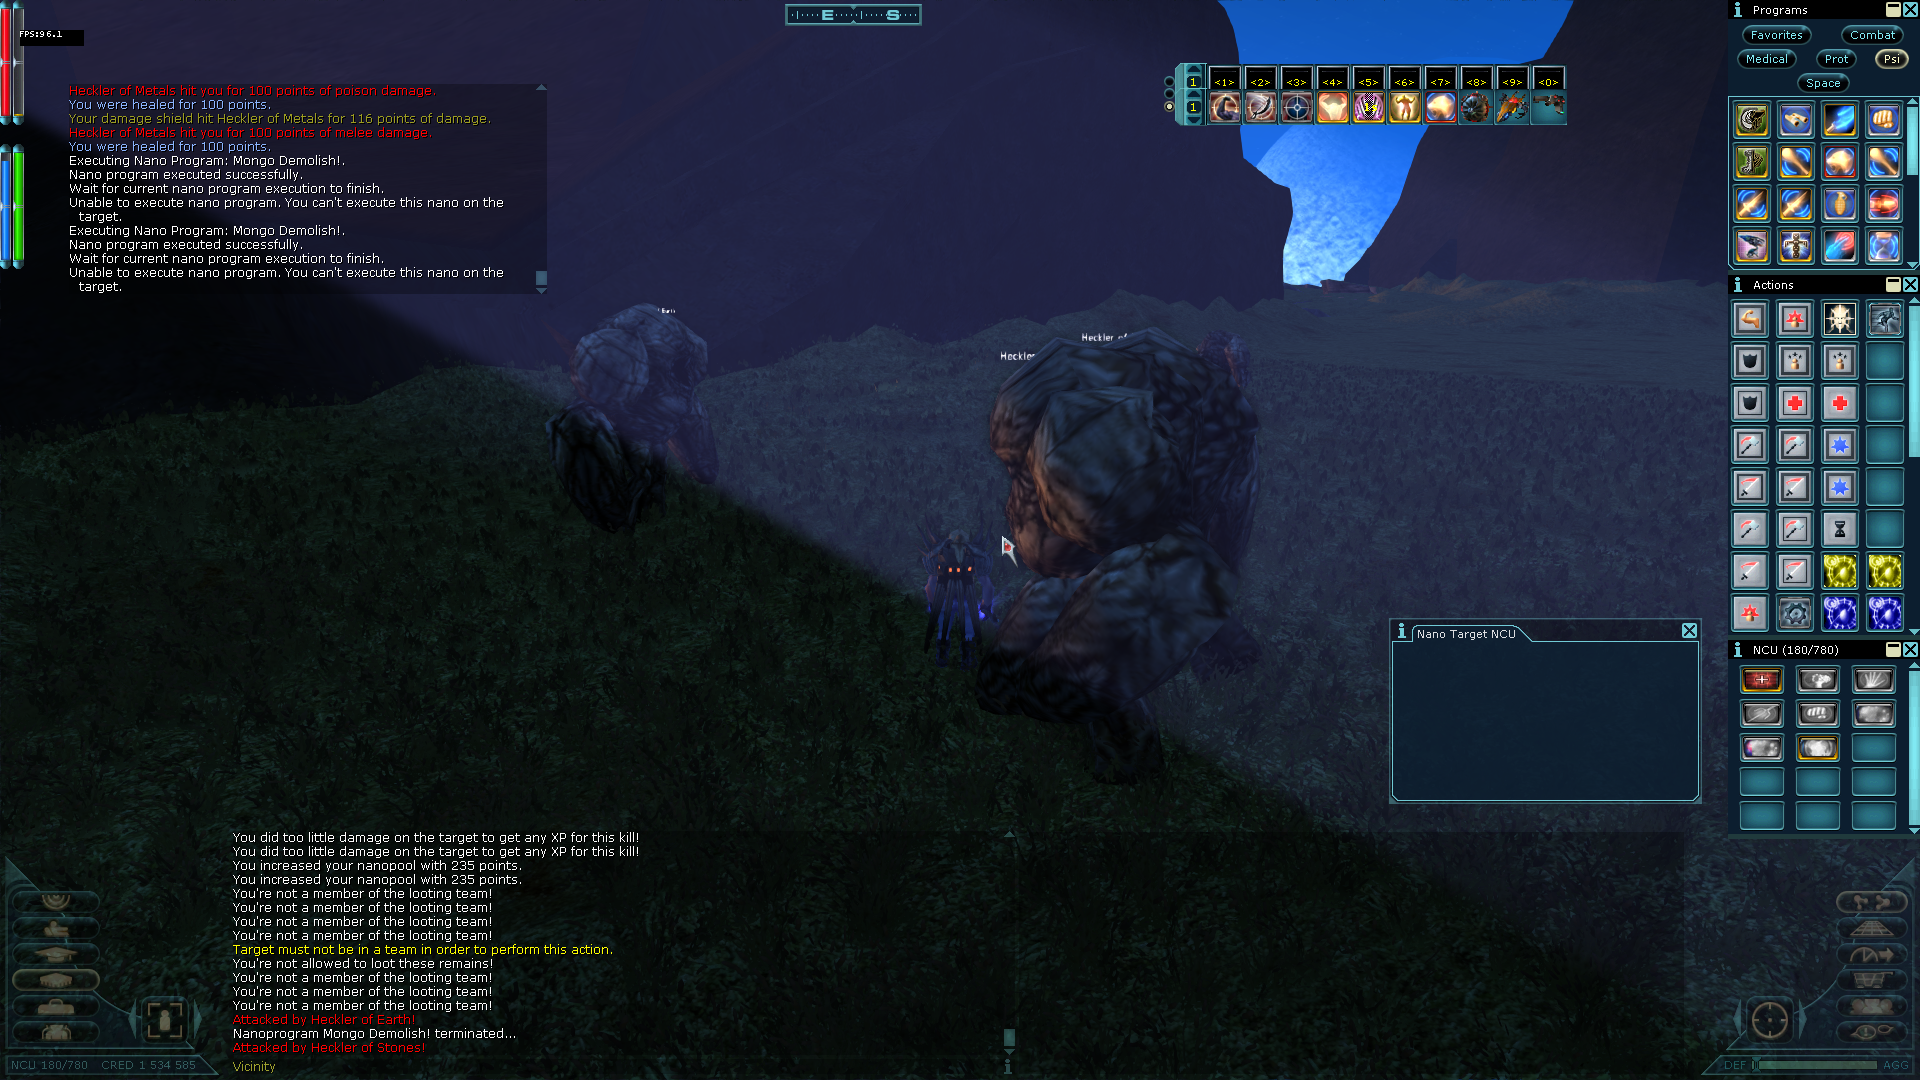 E S
FPS:96.1
Heckler of Metals hit you for 100 points of poison damage.
You were healed for 100 points.
Your damage shield hit Heckler of Metals for 116 points of damage.
Heckler of Metals hit you for 100 points of melee damage.
You were healed for 100 points.
Executing Nano Program: Mongo Demolish!.
Nano program executed successfully.
Wait for current nano program execution to finish.
Unable to execute nano program. You can't execute this nano on the
target.
Executing Nano Program: Mongo Demolish!.
Nano program executed successfully.
Wait for current nano program execution to finish.
Unable to execute nano program. You can't execute this nano on the
target.
1 <1> <2> <3> <4> <5> <6> <7> <8> <9> <0>
1
Programs
Favorites Combat
Medical Prot Psi
Space
Actions
Earth
Heckler of
Heckler
Nano Target NCU
NCU (180/780)
You did too little damage on the target to get any XP for this kill!
You did too little damage on the target to get any XP for this kill!
You increased your nanopool with 235 points.
You increased your nanopool with 235 points.
You're not a member of the looting team!
You're not a member of the looting team!
You're not a member of the looting team!
You're not a member of the looting team!
Target must not be in a team in order to perform this action.
You're not allowed to loot these remains!
You're not a member of the looting team!
You're not a member of the looting team!
You're not a member of the looting team!
Attacked by Heckler of Earth!
Nanoprogram Mongo Demolish! terminated...
Attacked by Heckler of Stones!
Vicinity
NCU 180/780 CRED 1 534 585
DEF AGG